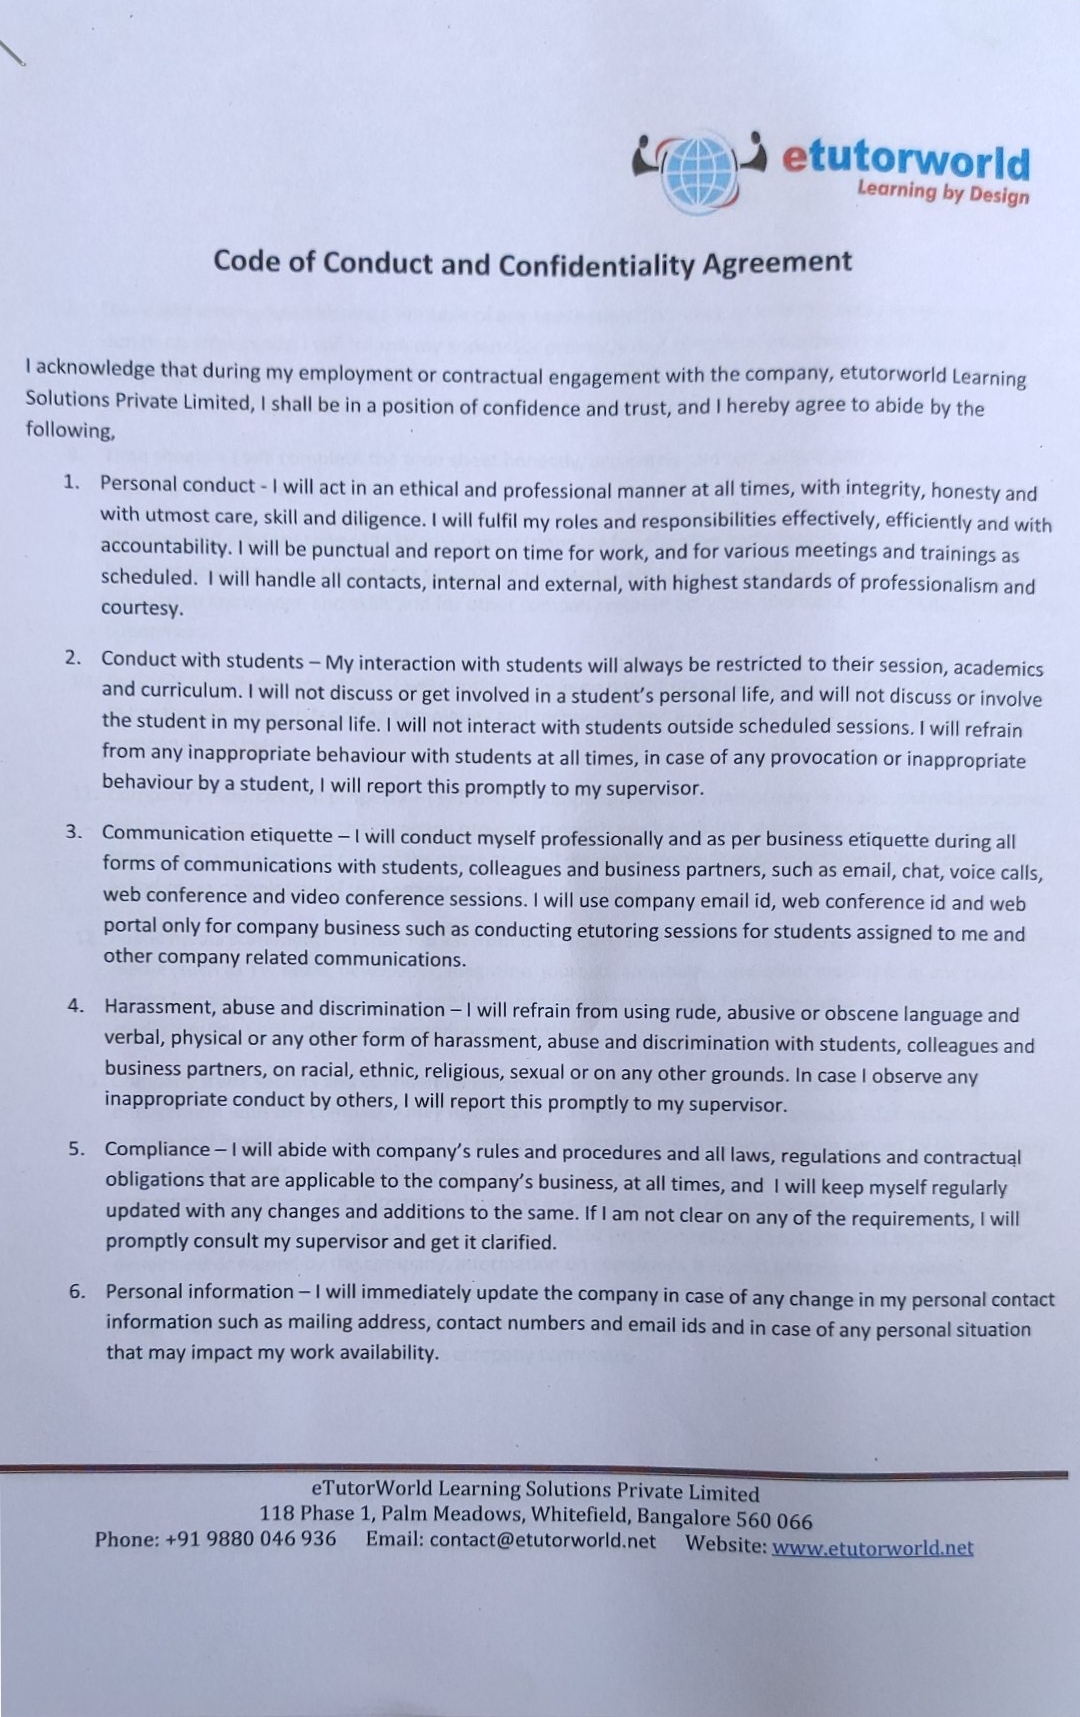 etutorworld
Learning by Design
Code of Conduct and Confidentiality Agreement
I acknowledge that during my employment or contractual engagement with the company, etutorworld Learning
Solutions Private Limited, I shall be in a position of confidence and trust, and I hereby agree to abide by the
following,
1. Personal conduct - I will act in an ethical and professional manner at all times, with integrity, honesty and
with utmost care, skill and diligence. I will fulfil my roles and responsibilities effectively, efficiently and with
accountability. I will be punctual and report on time for work, and for various meetings and trainings as
scheduled. I will handle all contacts, internal and external, with highest standards of professionalism and
courtesy.
2. Conduct with students – My interaction with students will always be restricted to their session, academics
and curriculum. I will not discuss or get involved in a student's personal life, and will not discuss or involve
the student in my personal life. I will not interact with students outside scheduled sessions. I will refrain
from any inappropriate behaviour with students at all times, in case of any provocation or inappropriate
behaviour by a student, I will report this promptly to my supervisor.
3. Communication etiquette – I will conduct myself professionally and as per business etiquette during all
forms of communications with students, colleagues and business partners, such as email, chat, voice calls,
web conference and video conference sessions. I will use company email id, web conference id and web
portal only for company business such as conducting etutoring sessions for students assigned to me and
other company related communications.
4. Harassment, abuse and discrimination – I will refrain from using rude, abusive or obscene language and
verbal, physical or any other form of harassment, abuse and discrimination with students, colleagues and
business partners, on racial, ethnic, religious, sexual or on any other grounds. In case I observe any
inappropriate conduct by others, I will report this promptly to my supervisor.
5. Compliance – I will abide with company's rules and procedures and all laws, regulations and contractual
obligations that are applicable to the company's business, at all times, and I will keep myself regularly
updated with any changes and additions to the same. If I am not clear on any of the requirements, I will
promptly consult my supervisor and get it clarified.
6. Personal information – I will immediately update the company in case of any change in my personal contact
information such as mailing address, contact numbers and email ids and in case of any personal situation
that may impact my work availability.
eTutorWorld Learning Solutions Private Limited
118 Phase 1, Palm Meadows, Whitefield, Bangalore 560 066
Phone: +91 9880 046 936 Email: contact@etutorworld.net Website: www.etutorworld.net